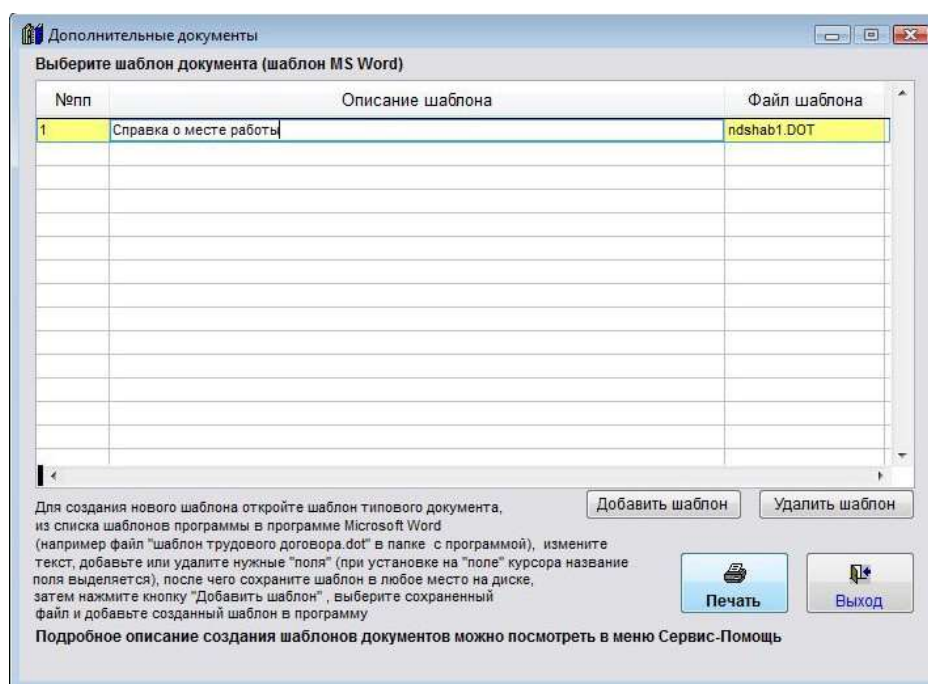 Дополнительные документы
Выберите шаблон документа (шаблон MS Word)
№пп Описание шаблона Файл шаблона
1 Справка о месте работы ndshab1.DOT
Добавить шаблон Удалить шаблон
Для создания нового шаблона откройте шаблон типового документа,
из списка шаблонов программы в программе Microsoft Word
(например файл "шаблон трудового договора.dot" в папке с программой), измените
текст, добавьте или удалите нужные "поля" (при установке на "поле" курсора название
поля выделяется), после чего сохраните шаблон в любое место на диске,
затем нажмите кнопку "Добавить шаблон" , выберите сохраненный
файл и добавьте созданный шаблон в программу
Печать Выход
Подробное описание создания шаблонов документов можно посмотреть в меню Сервис-Помощь